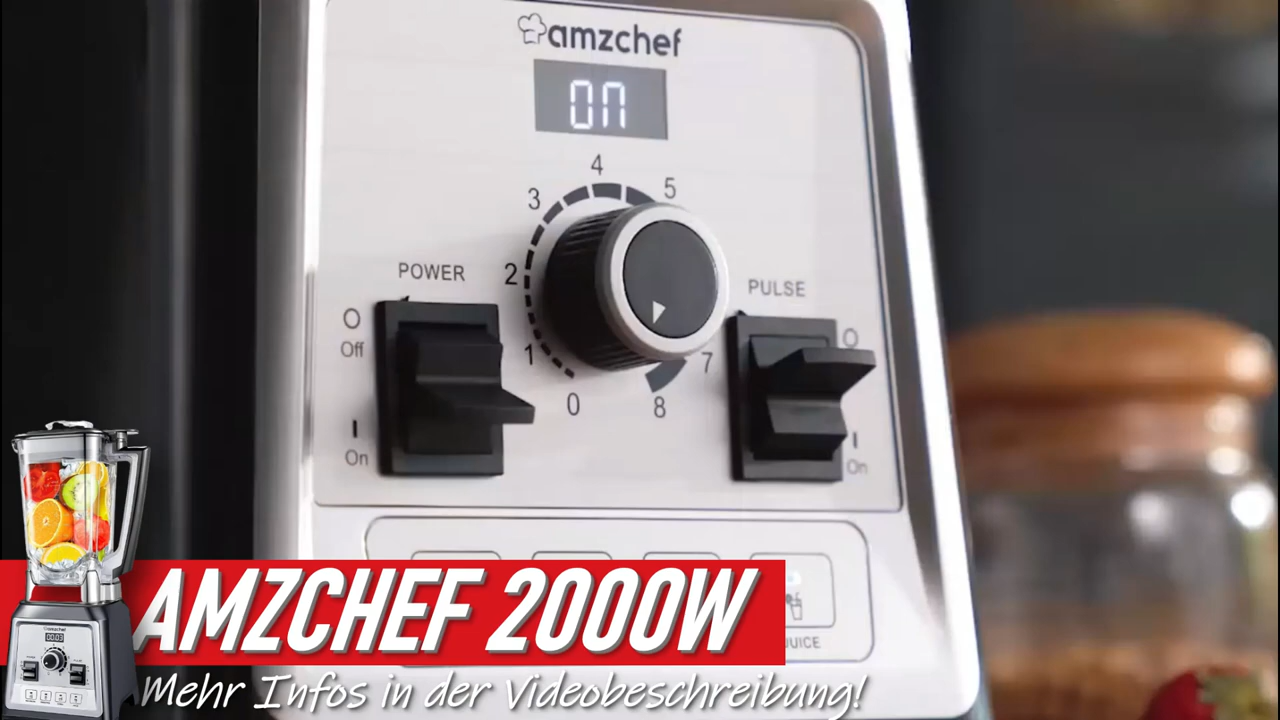 amzchef
ON
4
3
5
2
POWER
PULSE
O
Off
O
1
7
0
8
I
On
I
On
JUICE
AMZCHEF 2000W
Mehr Infos in der Videobeschreibung!